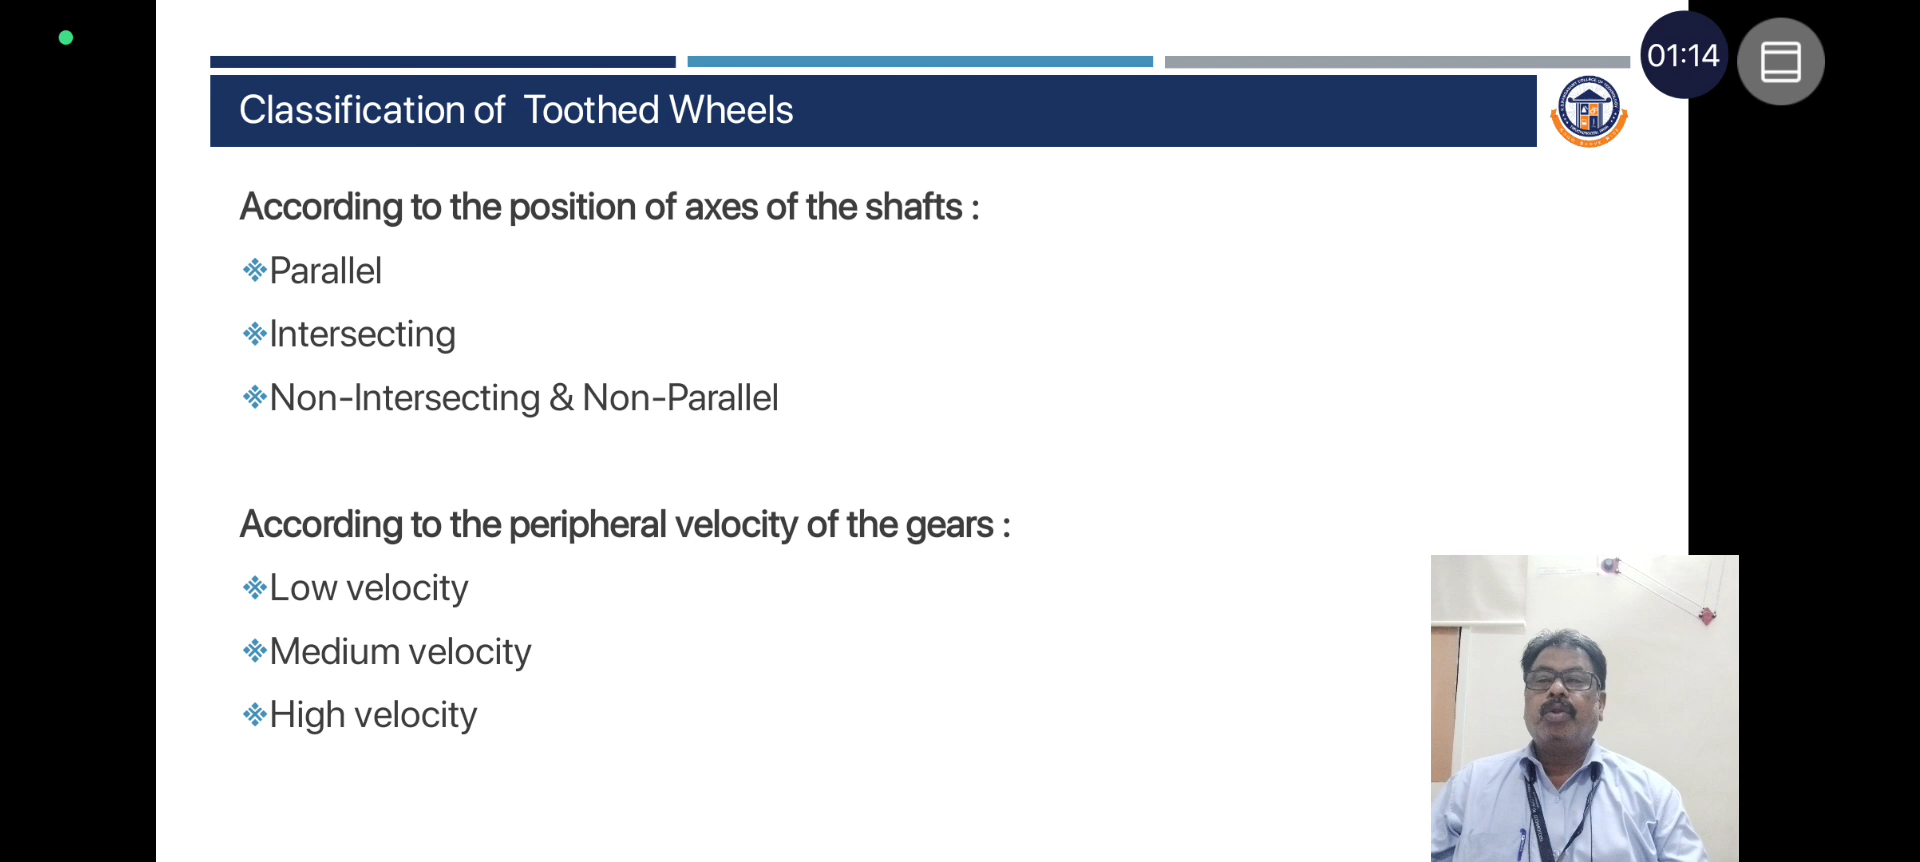 01:14
Classification of Toothed Wheels
According to the position of axes of the shafts :
Parallel
Intersecting
Non-Intersecting & Non-Parallel
According to the peripheral velocity of the gears :
Low velocity
Medium velocity
High velocity